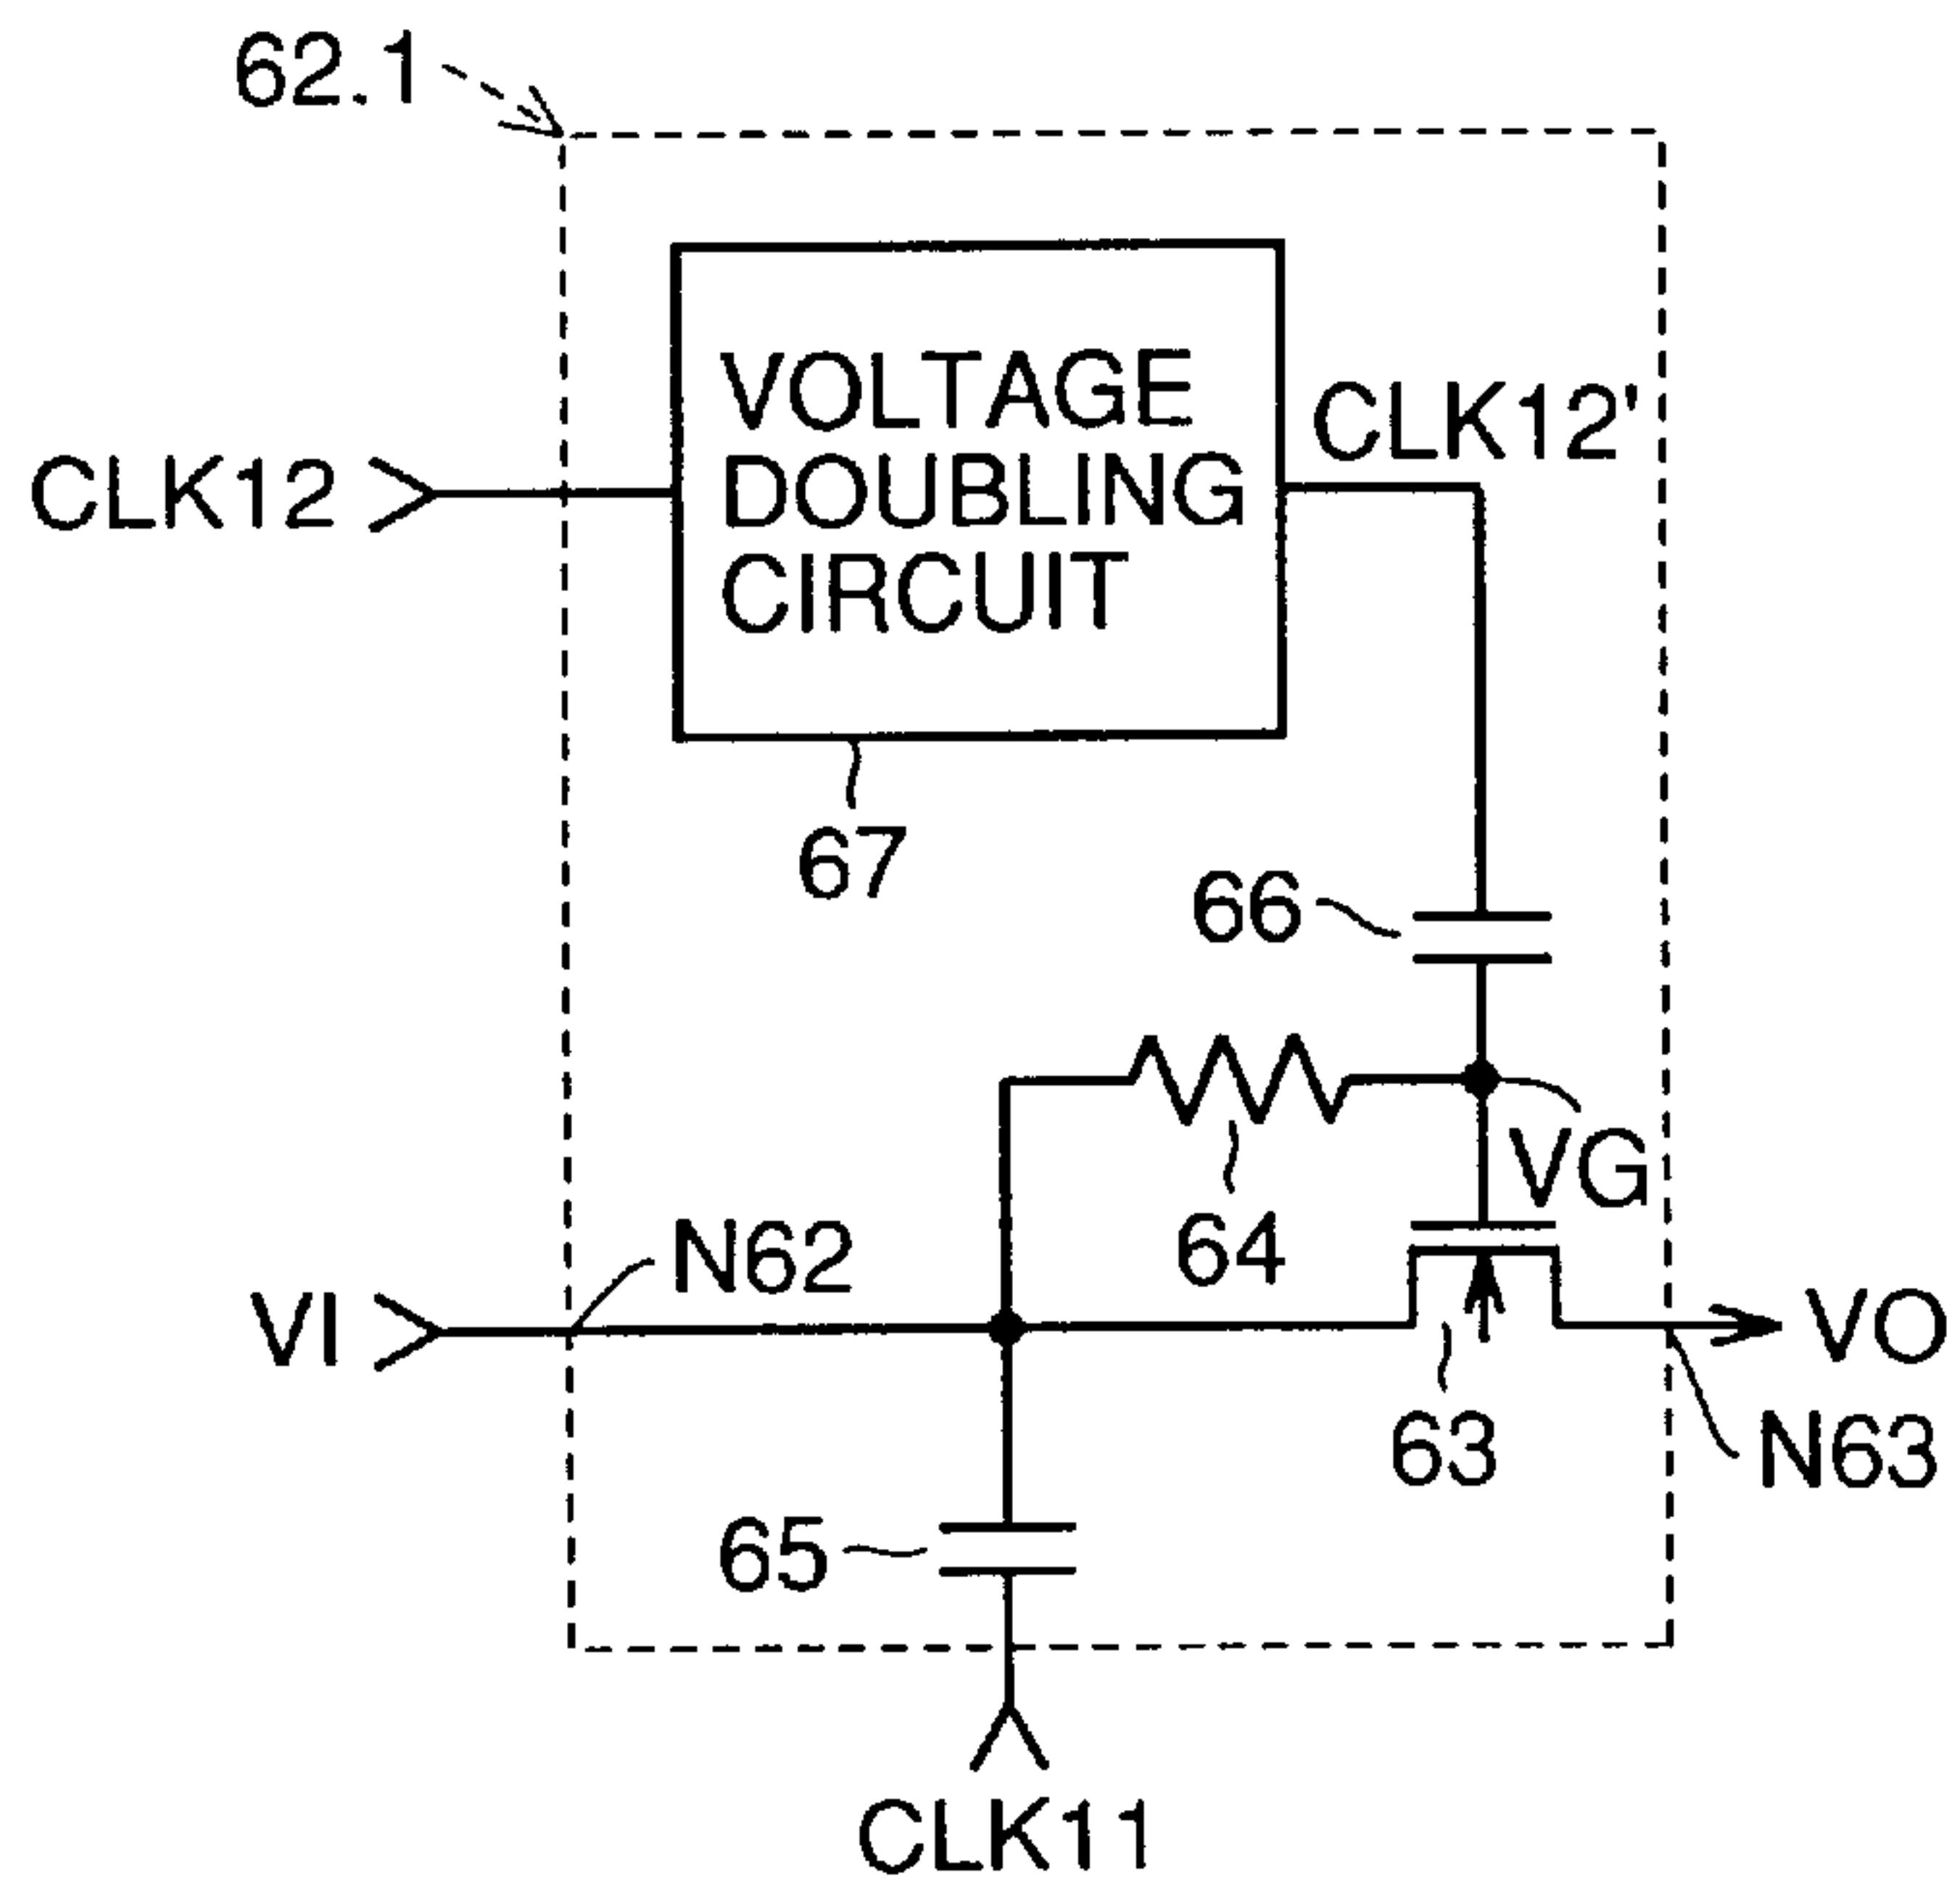 62.1
VOLTAGE
DOUBLING
CIRCUIT
CLK12'
CLK12
67
66
VG
64
N62
VI
VO
63
N63
65
CLK11